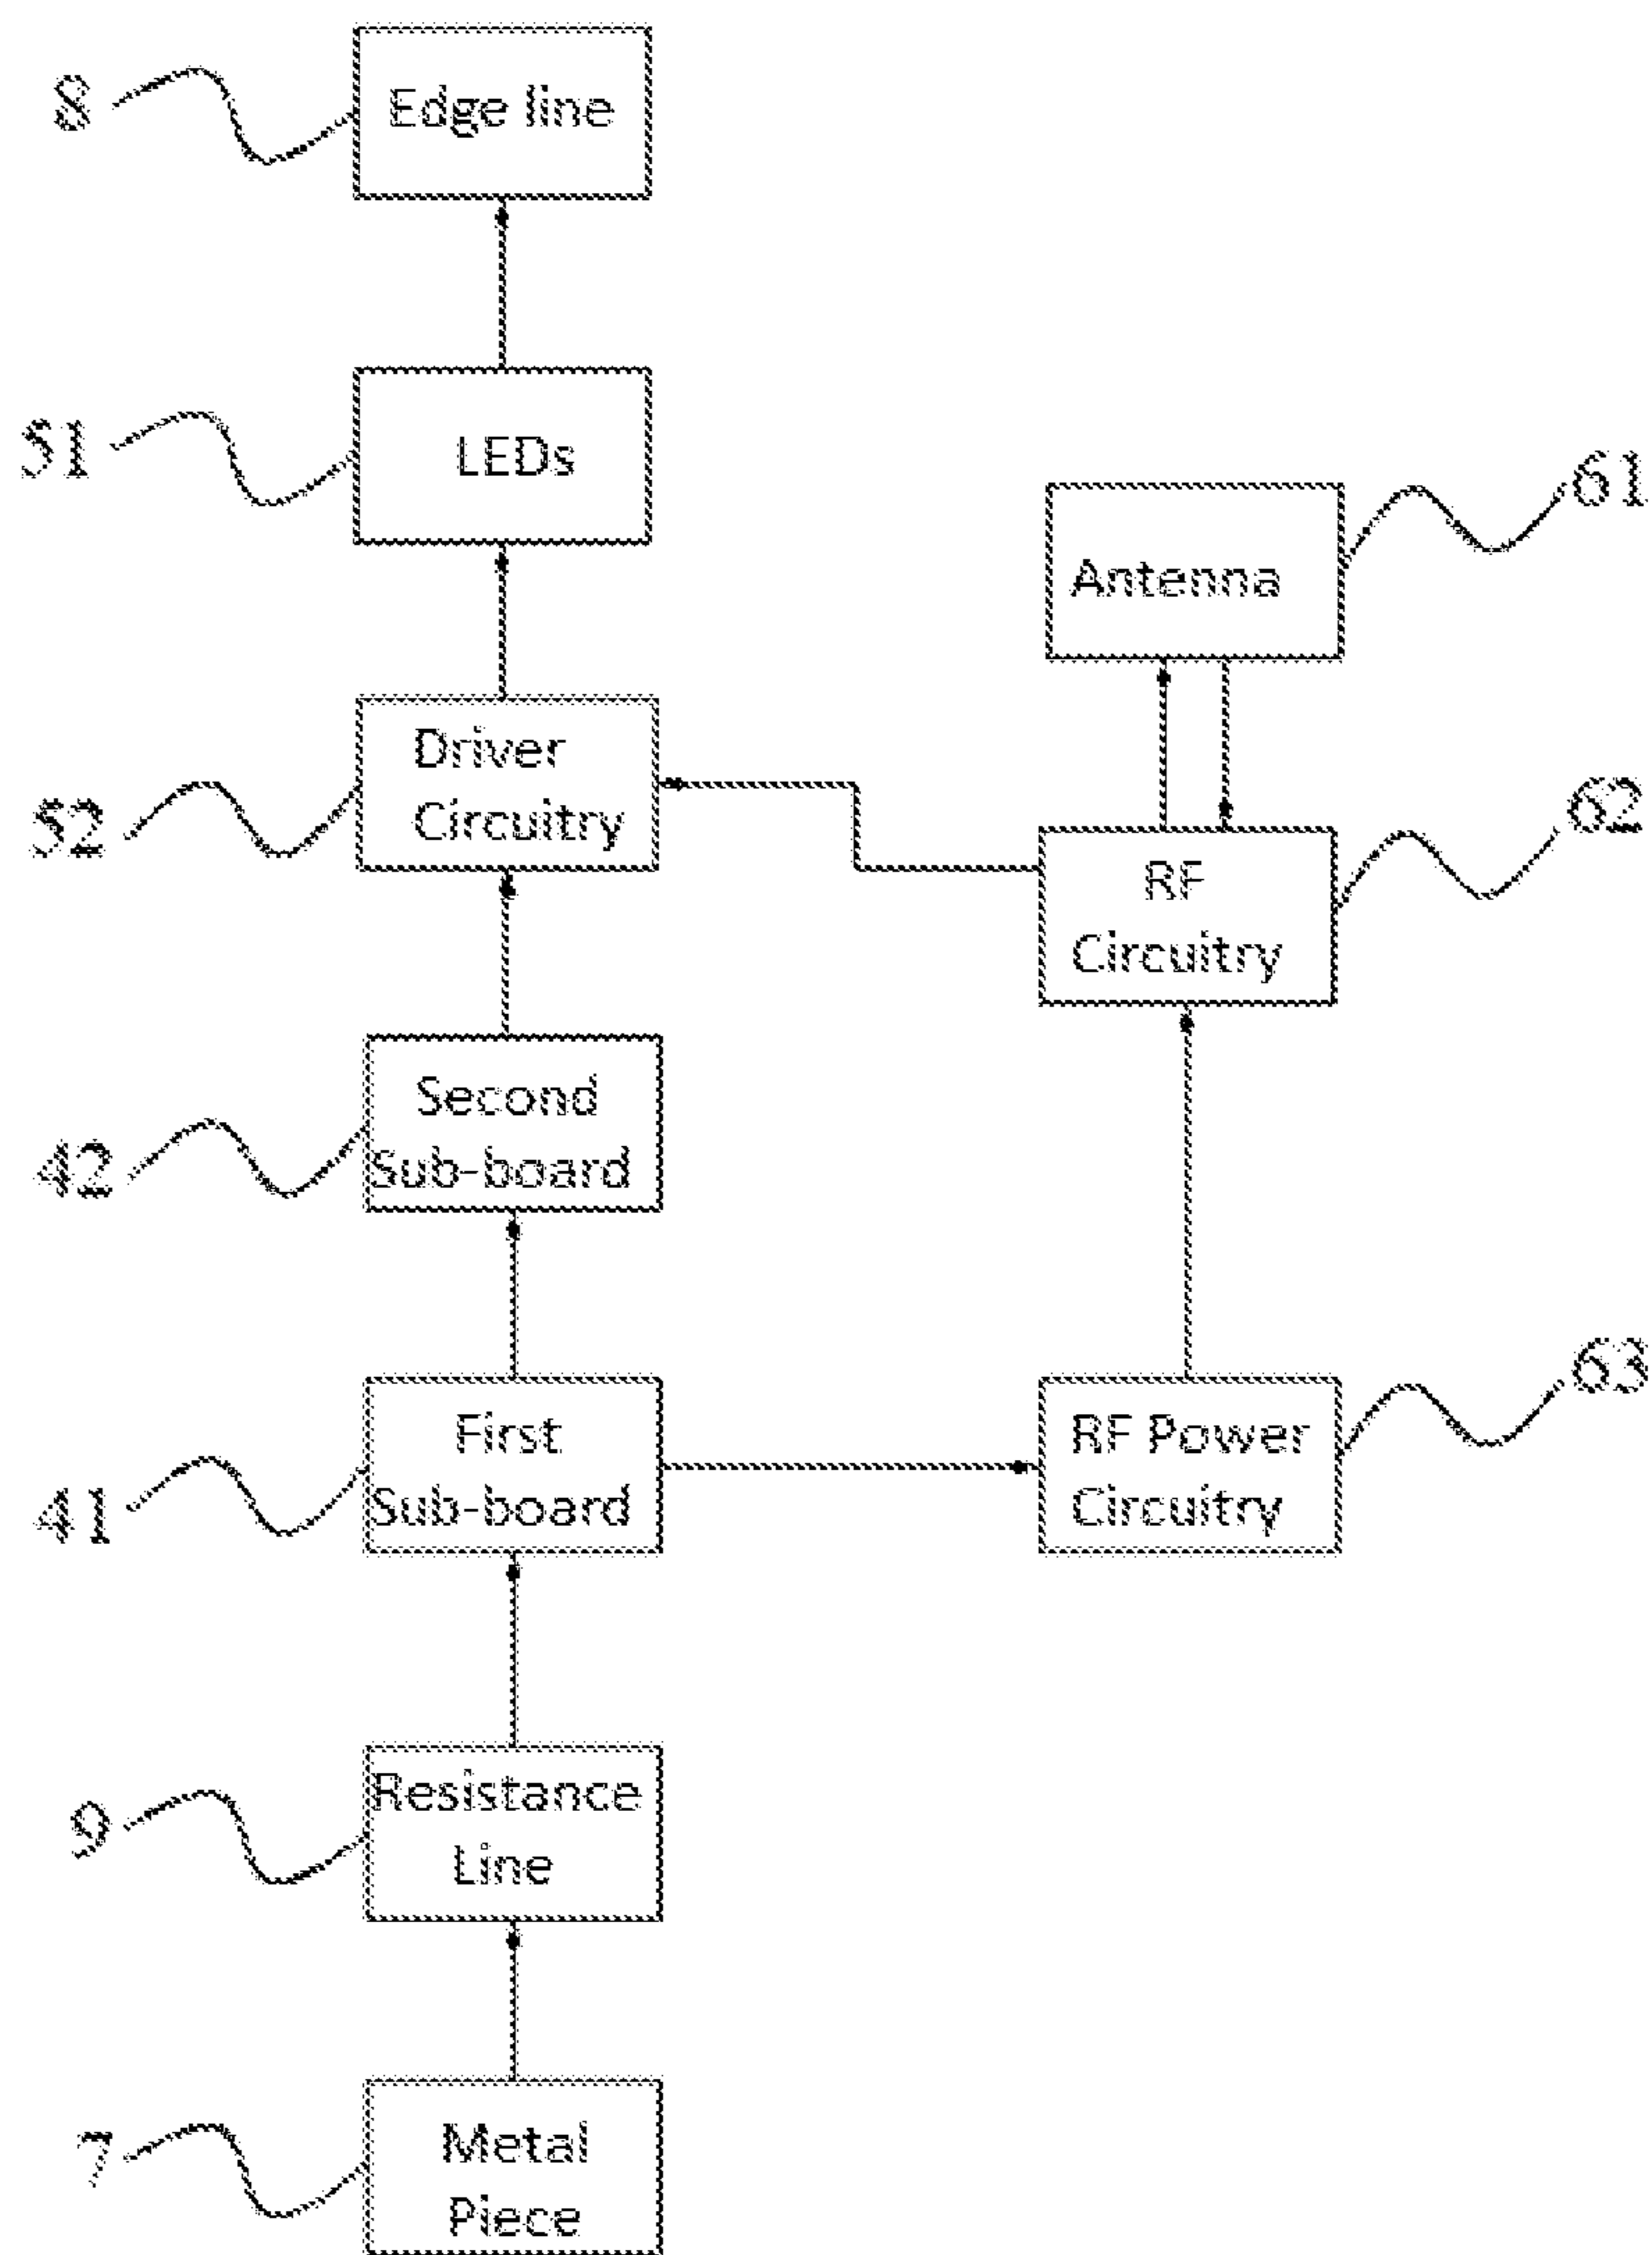 8
Edge line
51
LEDs
61
Antenna
52
Driver
Circuitry
62
RF
Circuitry
42
Second
Sub-board
41
First
Sub-board
63
RF Power
Circuitry
9
Resistance
Line
7
Metal
Piece